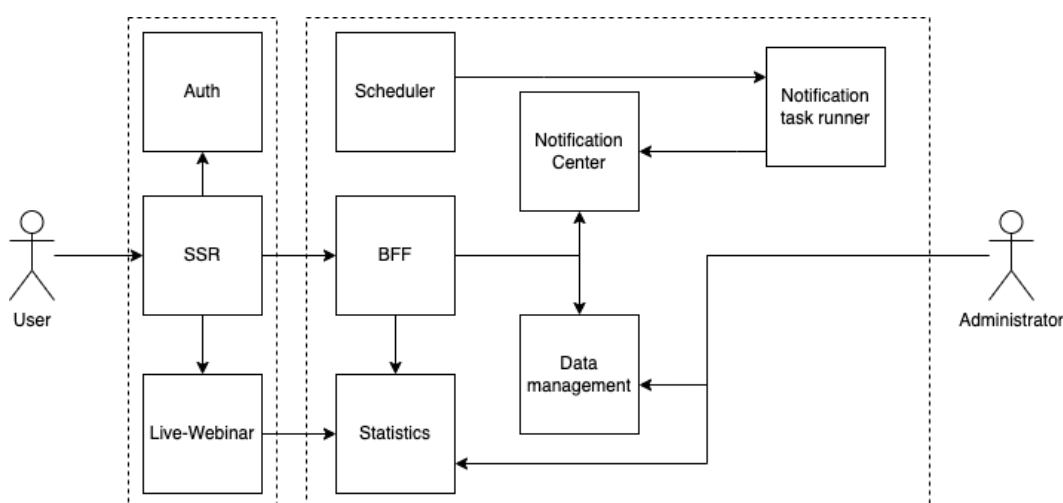 Auth
Scheduler
Notification
task runner
Notification
Center
User
SSR
BFF
Administrator
Data
management
Live-Webinar
Statistics